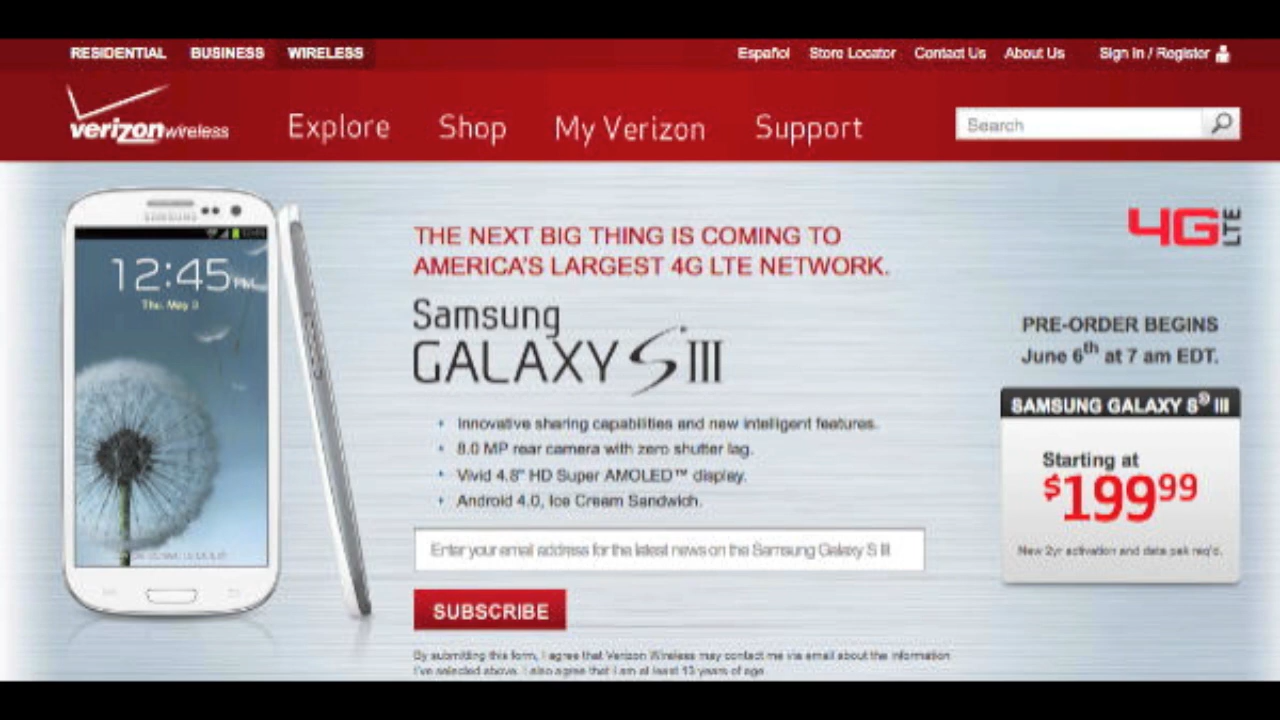 RESIDENTIAL BUSINESS WIRELESS
Español Store Locator Contact Us About Us Sign In / Register
verizonwireless
Explore Shop My Verizon Support
Search
SAMSUNG
12:45 PM
Thu, May 3
THE NEXT BIG THING IS COMING TO
AMERICA'S LARGEST 4G LTE NETWORK.
Samsung
GALAXY S III
• Innovative sharing capabilities and new intelligent features.
• 8.0 MP rear camera with zero shutter lag.
• Vivid 4.8" HD Super AMOLED™ display.
• Android 4.0, Ice Cream Sandwich.
Enter your email address for the latest news on the Samsung Galaxy S III
SUBSCRIBE
By submitting this form, I agree that Verizon Wireless may contact me via email about the information
I've selected above. I also agree that I am at least 13 years of age
4G LTE
PRE-ORDER BEGINS
June 6th at 7 am EDT.
SAMSUNG GALAXY S® III
Starting at
$199.99
New 2yr activation and data pak req'd.